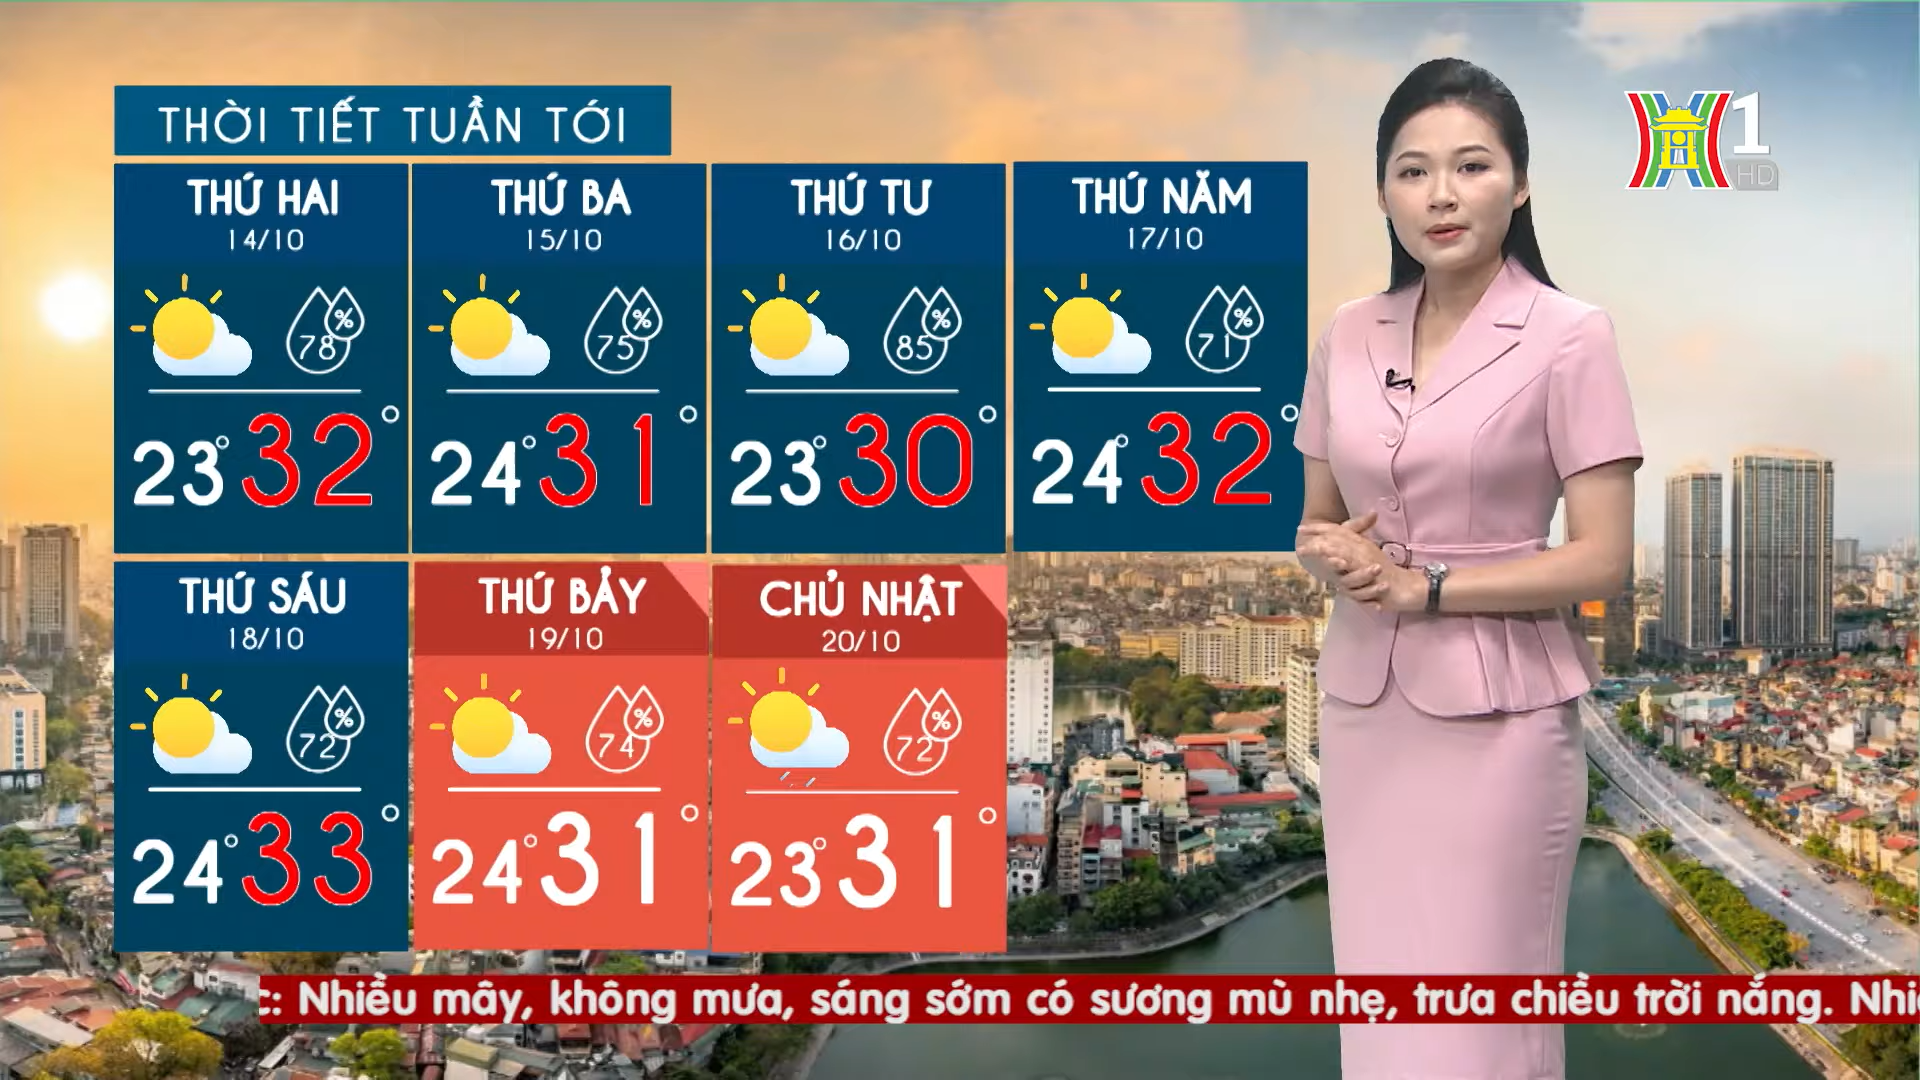 THỜI TIẾT TUẦN TỚI
THỨ HAI
14/10
78 %
23° 32°
THỨ BA
15/10
75 %
24° 31°
THỨ TƯ
16/10
85 %
23° 30°
THỨ NĂM
17/10
71 %
24° 32°
THỨ SÁU
18/10
72 %
24° 33°
THỨ BẢY
19/10
74 %
24° 31°
CHỦ NHẬT
20/10
72 %
23° 31°
H1
HD
c: Nhiều mây, không mưa, sáng sớm có sương mù nhẹ, trưa chiều trời nắng. Nhi